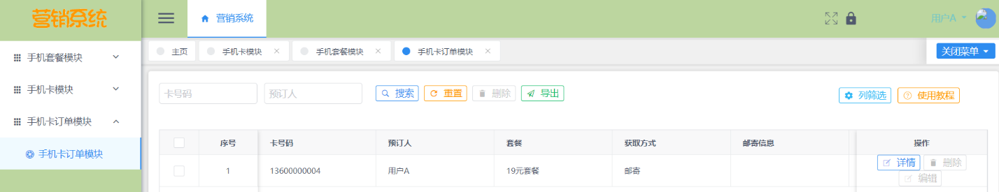 营销系统
营销系统
用户A
手机套餐模块
手机卡模块
手机卡订单模块
手机卡订单模块
主页 手机卡模块 手机套餐模块 手机卡订单模块 关闭菜单
卡号码 预订人 搜索 重置 删除 导出 列筛选 使用教程
序号 卡号码 预订人 套餐 获取方式 邮寄信息 操作
1 13600000004 用户A 19元套餐 邮寄 详情 删除
编辑